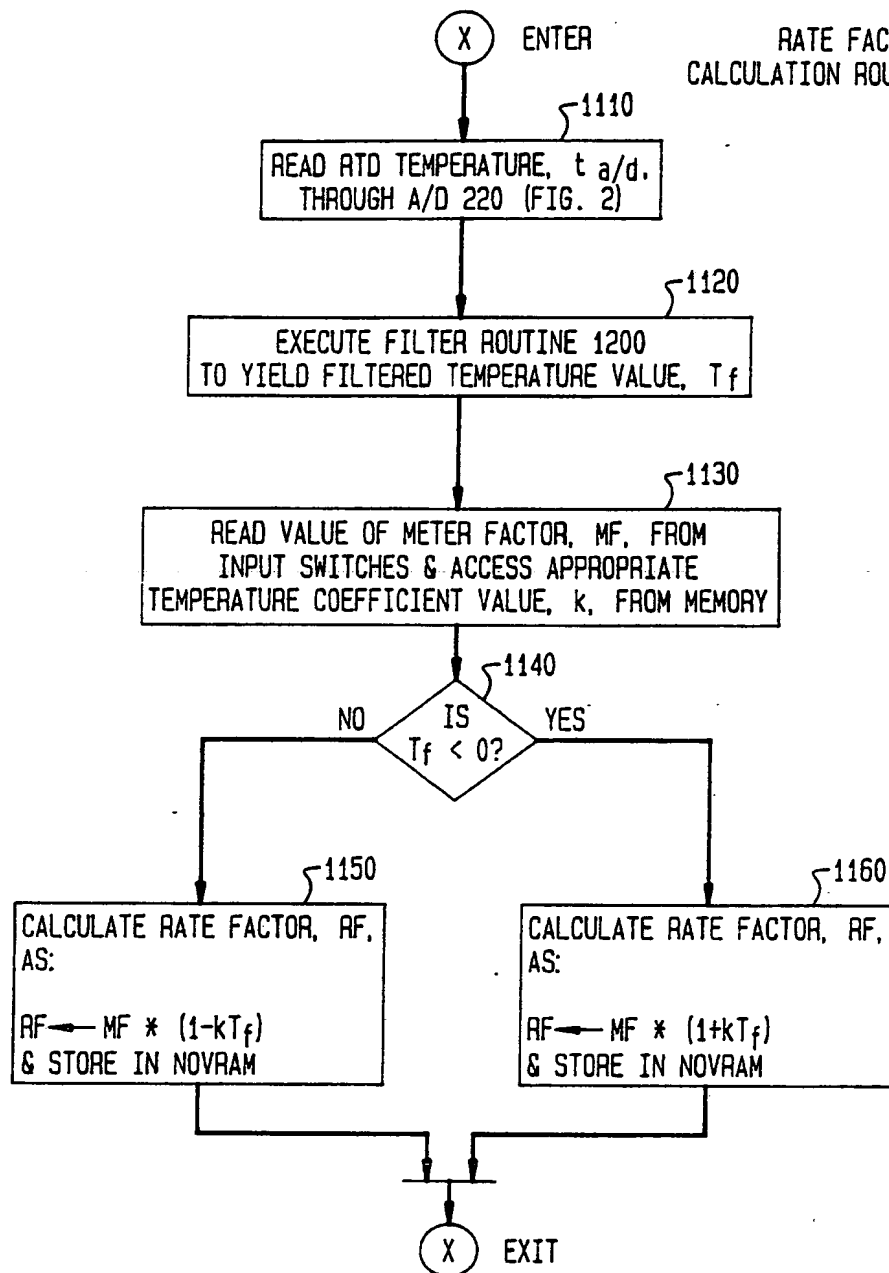 X ENTER
RATE FAC
CALCULATION ROU
1110
READ RTD TEMPERATURE, t a/d,
THROUGH A/D 220 (FIG. 2)
1120
EXECUTE FILTER ROUTINE 1200
TO YIELD FILTERED TEMPERATURE VALUE, Tf
1130
READ VALUE OF METER FACTOR, MF, FROM
INPUT SWITCHES & ACCESS APPROPRIATE
TEMPERATURE COEFFICIENT VALUE, k, FROM MEMORY
1140
IS
Tf < 0?
NO
YES
1150
CALCULATE RATE FACTOR, RF,
AS:
RF← MF * (1-kTf)
& STORE IN NOVRAM
1160
CALCULATE RATE FACTOR, RF,
AS:
RF← MF * (1+kTf)
& STORE IN NOVRAM
X EXIT